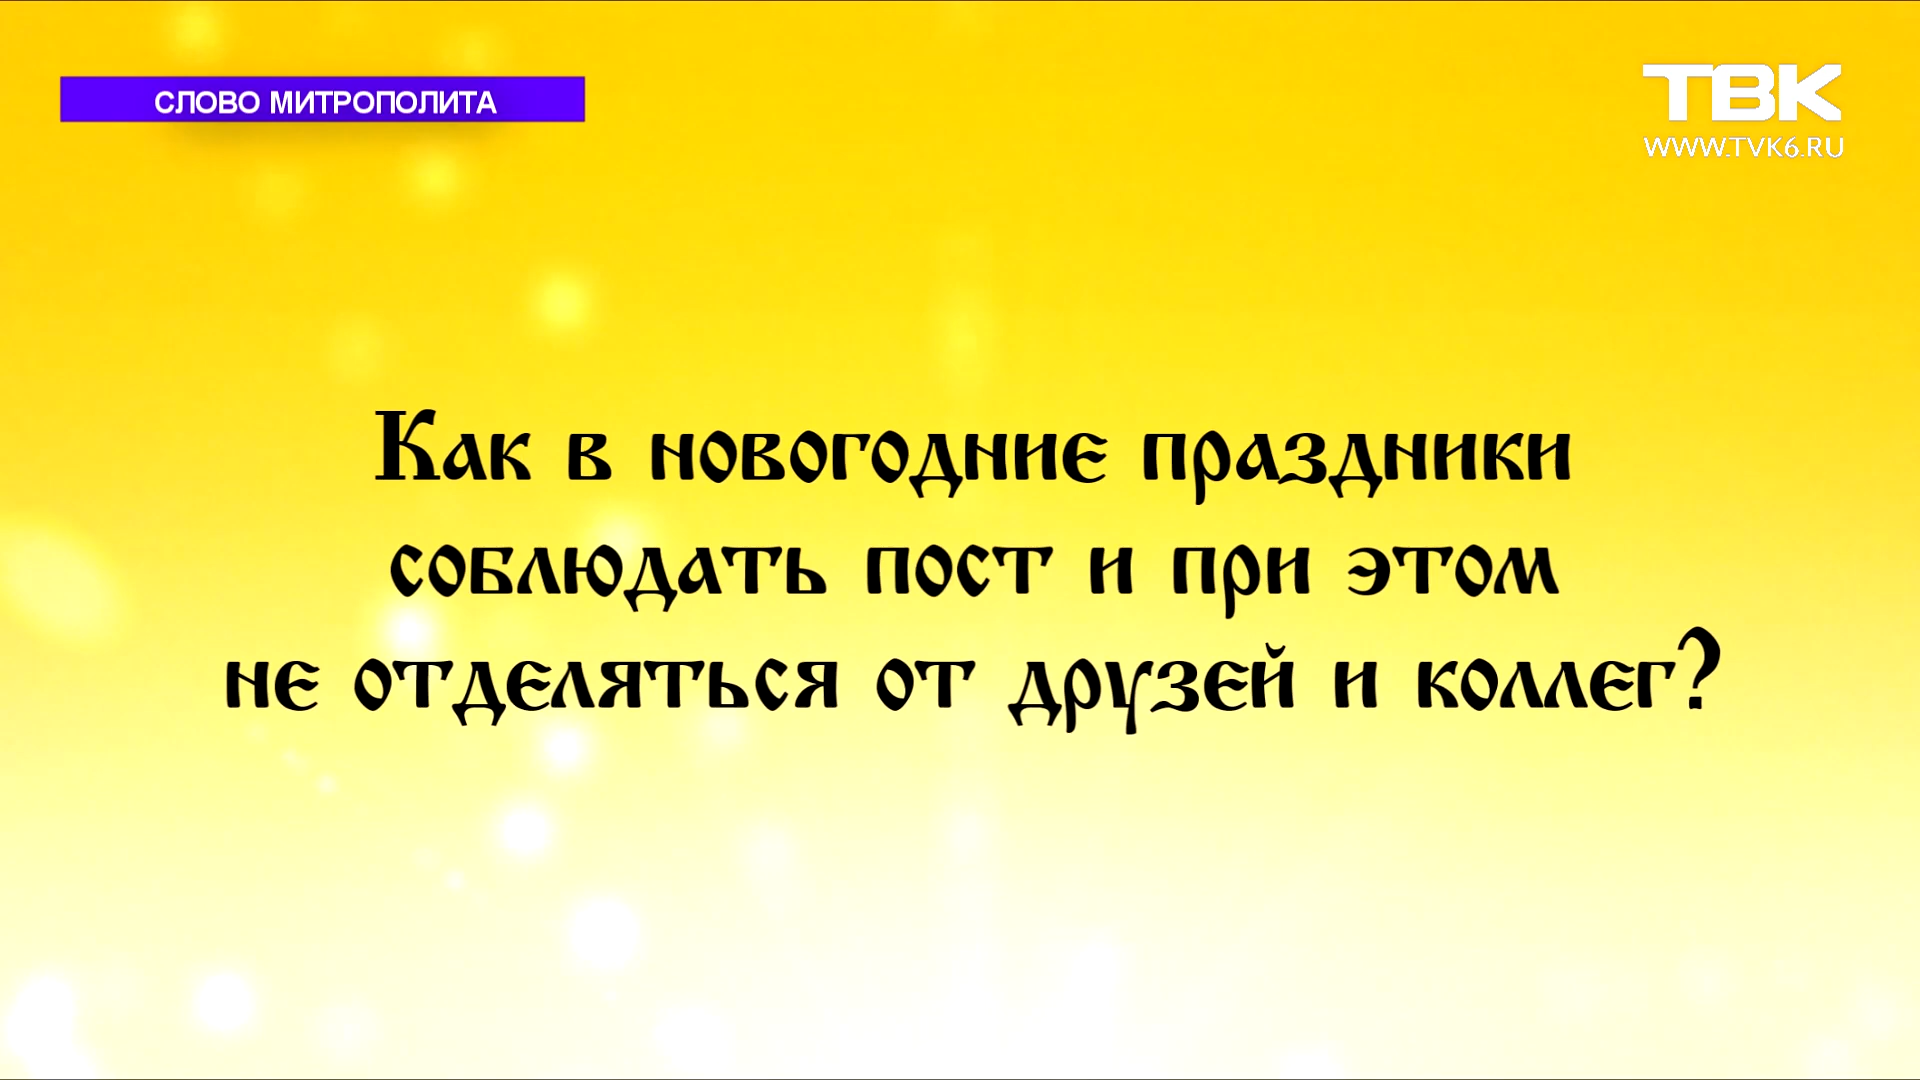 СЛОВО МИТРОПОЛИТА
ТВК
WWW.TVK6.RU
Как в новогодние праздники
соблюдать пост и при этом
не отделяться от друзей и коллег?